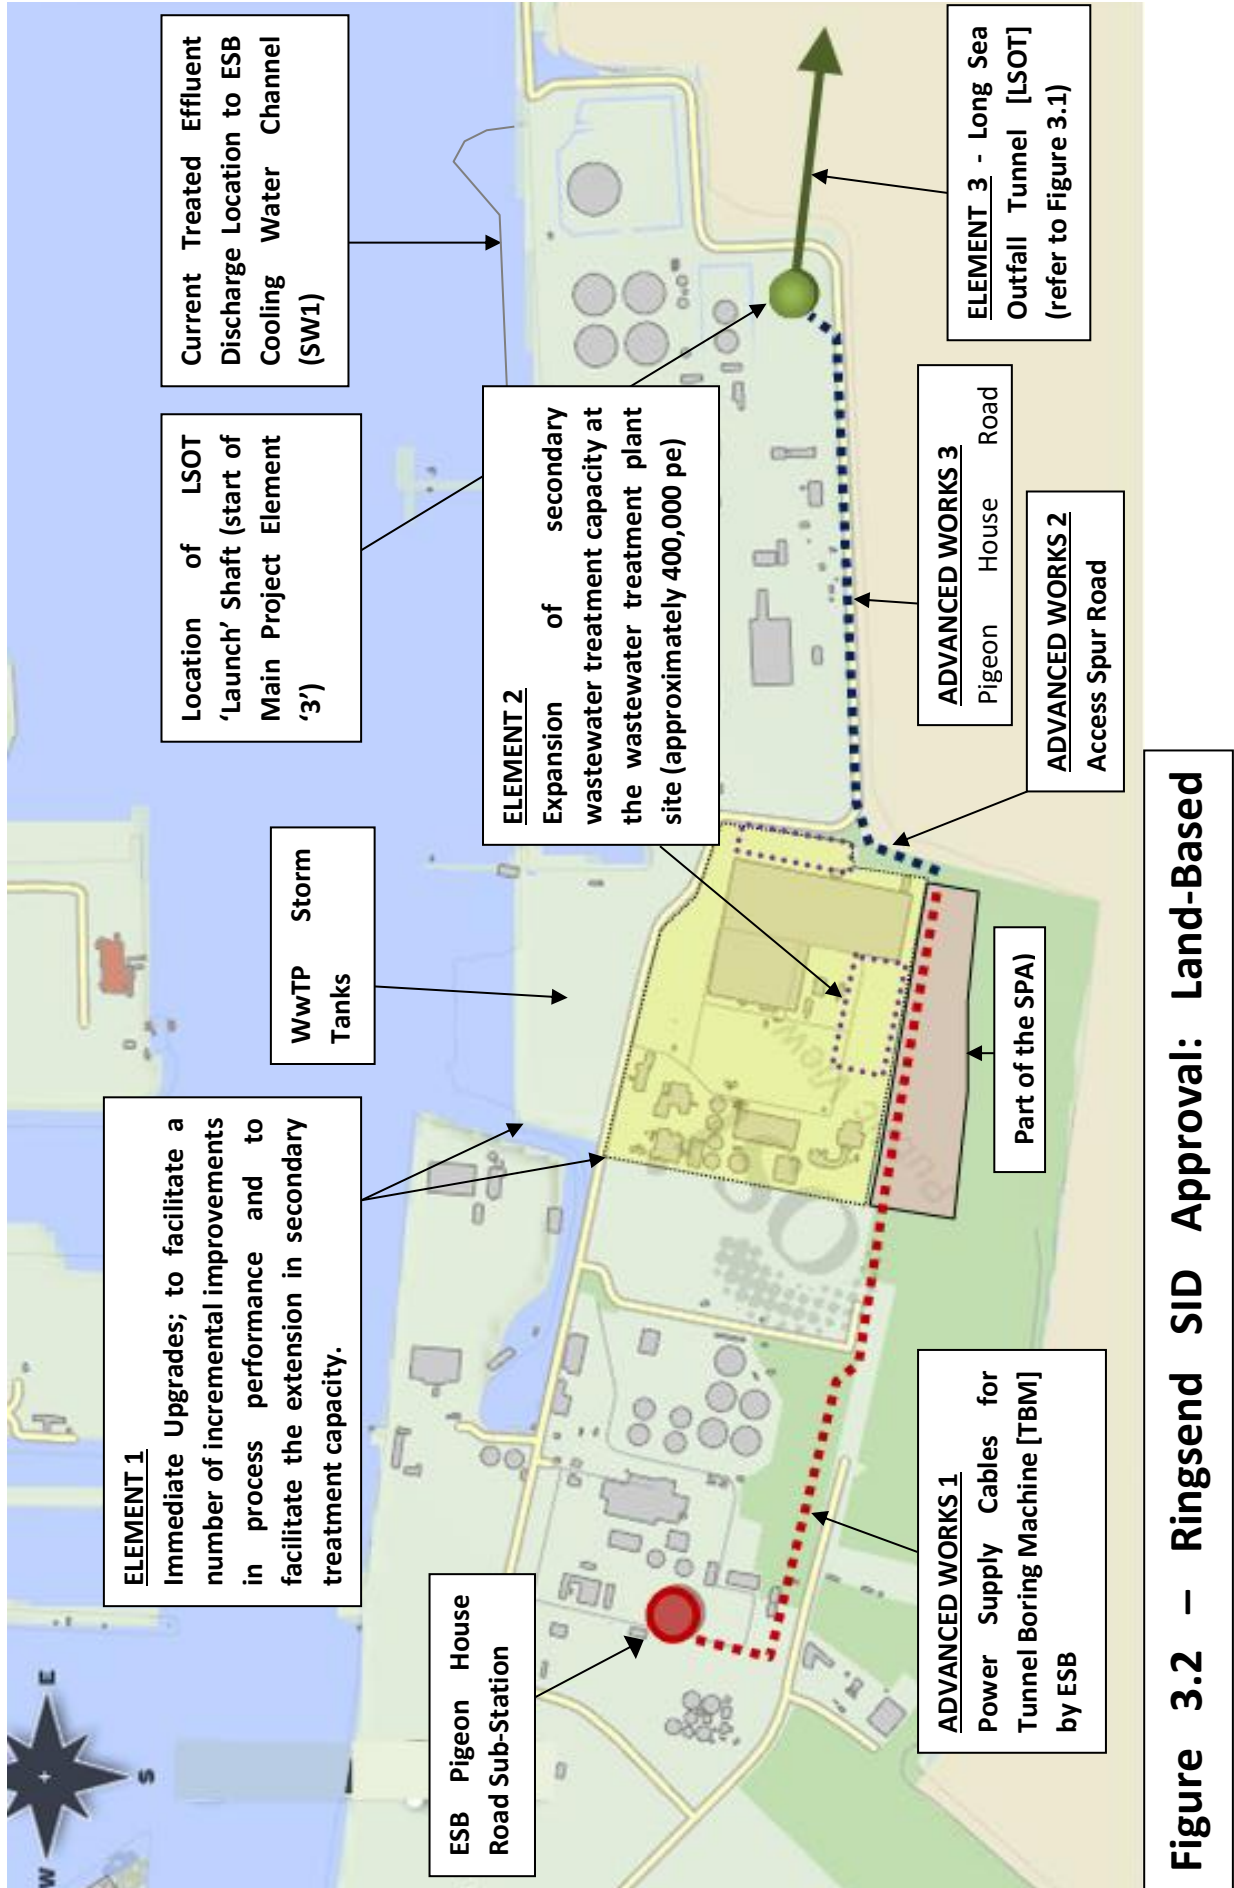 Current Treated Effluent
Discharge Location to ESB
Cooling Water Channel
(SW1)
Location of LSOT
‘Launch’ Shaft (start of
Main Project Element
‘3’)
WwTP Storm
Tanks
ELEMENT 1
Immediate Upgrades; to facilitate a
number of incremental improvements
in process performance and to
facilitate the extension in secondary
treatment capacity.
E
S
W
ELEMENT 2
Expansion of secondary
wastewater treatment capacity at
the wastewater treatment plant
site (approximately 400,000 pe)
ESB Pigeon House
Road Sub-Station
ELEMENT 3 - Long Sea
Outfall Tunnel [LSOT]
(refer to Figure 3.1)
ADVANCED WORKS 3
Pigeon House Road
ADVANCED WORKS 2
Access Spur Road
Part of the SPA)
ADVANCED WORKS 1
Power Supply Cables for
Tunnel Boring Machine [TBM]
by ESB
Figure 3.2 – Ringsend SID Approval: Land-Based